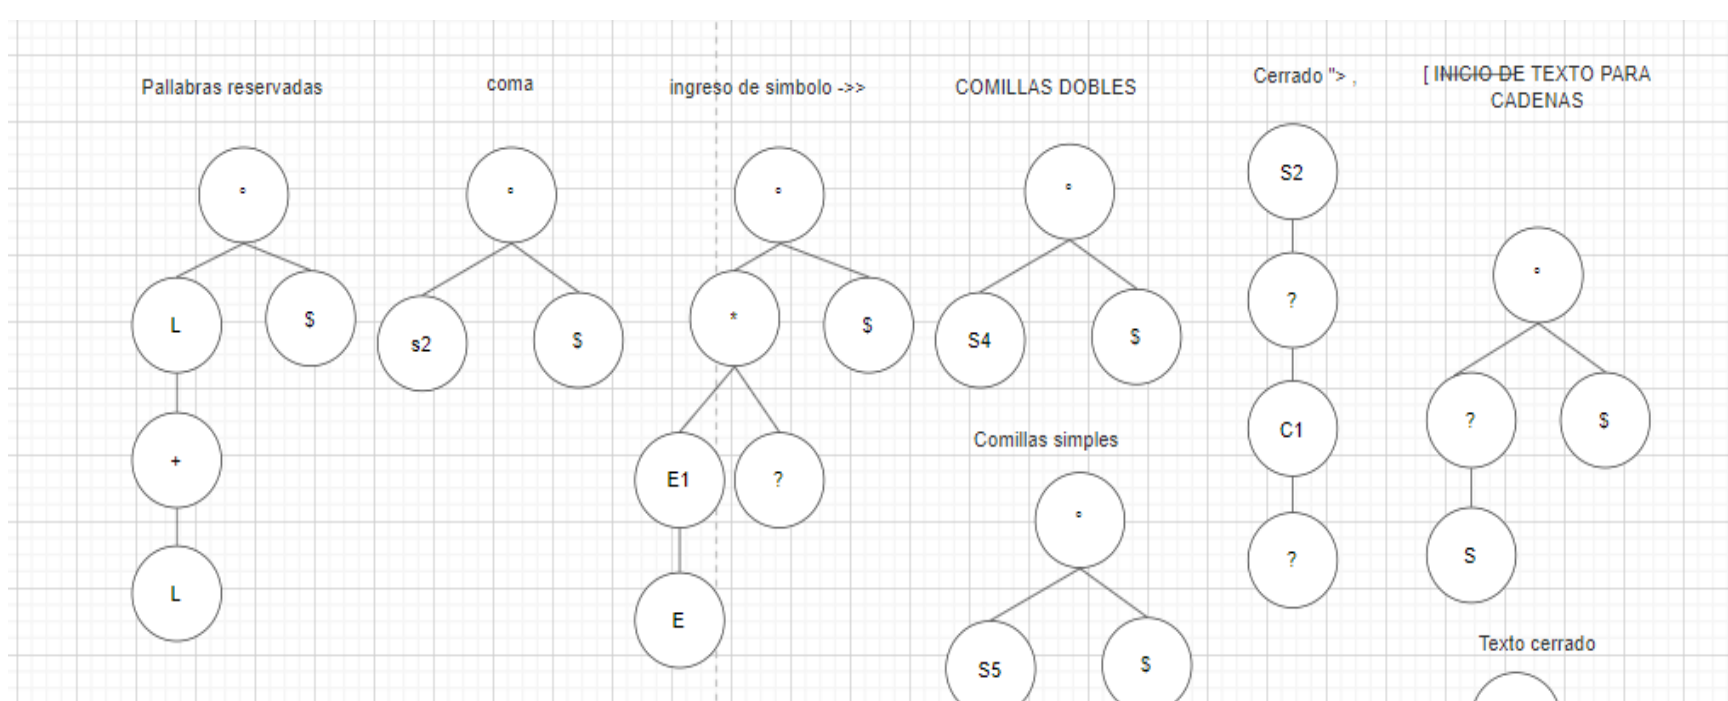 Pallabras reservadas
°
L
$
+
L
coma
°
s2
$
ingreso de simbolo ->>
°
*
$
E1
?
E
COMILLAS DOBLES
°
S4
$
Comillas simples
°
S5
$
Cerrado "> ,
S2
?
C1
?
[ INICIO DE TEXTO PARA
CADENAS
°
?
$
S
Texto cerrado